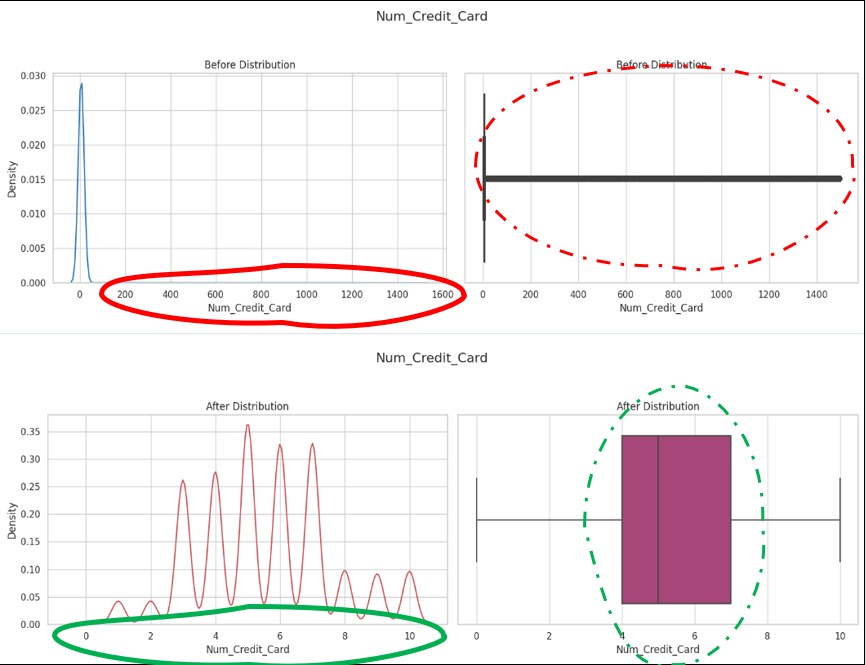 Num_Credit_Card
Before Distribution
Before Distribution
0.030
0.025
0.020
0.015
0.010
0.005
0.000
Density
0 200 400 600 800 1000 1200 1400 1600
Num_Credit_Card
0 200 400 600 800 1000 1200 1400
Num_Credit_Card
Num_Credit_Card
After Distribution
After Distribution
0.35
0.30
0.25
0.20
0.15
0.10
0.05
0.00
Density
0 2 4 6 8 10
Num_Credit_Card
0 2 4 6 8 10
Num_Credit_Card